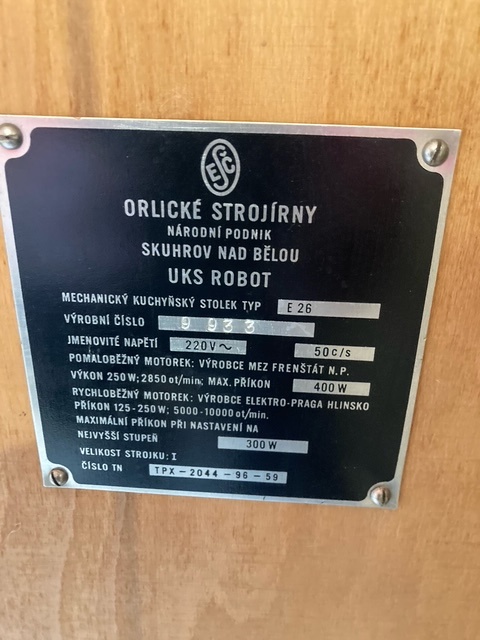 ESČ
ORLICKÉ STROJÍRNY
NÁRODNÍ PODNIK
SKUHROV NAD BĚLOU
UKS ROBOT
MECHANICKÝ KUCHYŇSKÝ STOLEK TYP E 26
VÝROBNÍ ČÍSLO 9933
JMENOVITÉ NAPĚTÍ 220V~ 50c/s
POMALOBĚŽNÝ MOTOREK: VÝROBCE MEZ FRENŠTÁT N.P.
VÝKON 250W; 2850 ot/min; MAX. PŘÍKON 400 W
RYCHLOBĚŽNÝ MOTOREK: VÝROBCE ELEKTRO-PRAGA HLINSKO
PŘÍKON 125-250W; 5000-10000 ot/min.
MAXIMÁLNÍ PŘÍKON PŘI NASTAVENÍ NA
NEJVYŠŠÍ STUPEŇ 300W
VELIKOST STROJKU: I
ČÍSLO TN TPX-2044-96-59